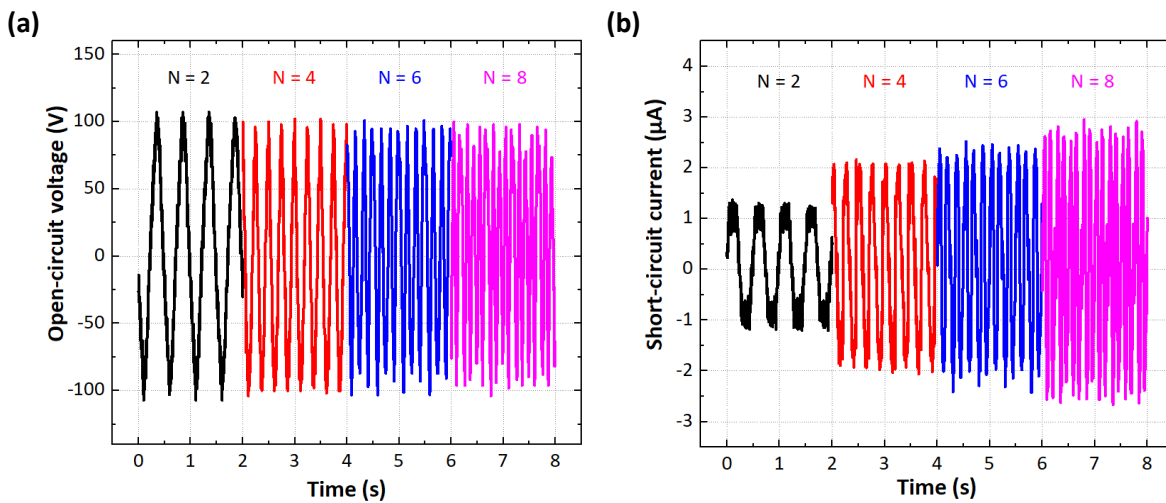 (a)
Open-circuit voltage (V)
150
100
50
0
-50
-100
N = 2
N = 4
N = 6
N = 8
0 1 2 3 4 5 6 7 8
Time (s)
(b)
Short-circuit current (μA)
4
3
2
1
0
-1
-2
-3
N = 2
N = 4
N = 6
N = 8
0 1 2 3 4 5 6 7 8
Time (s)